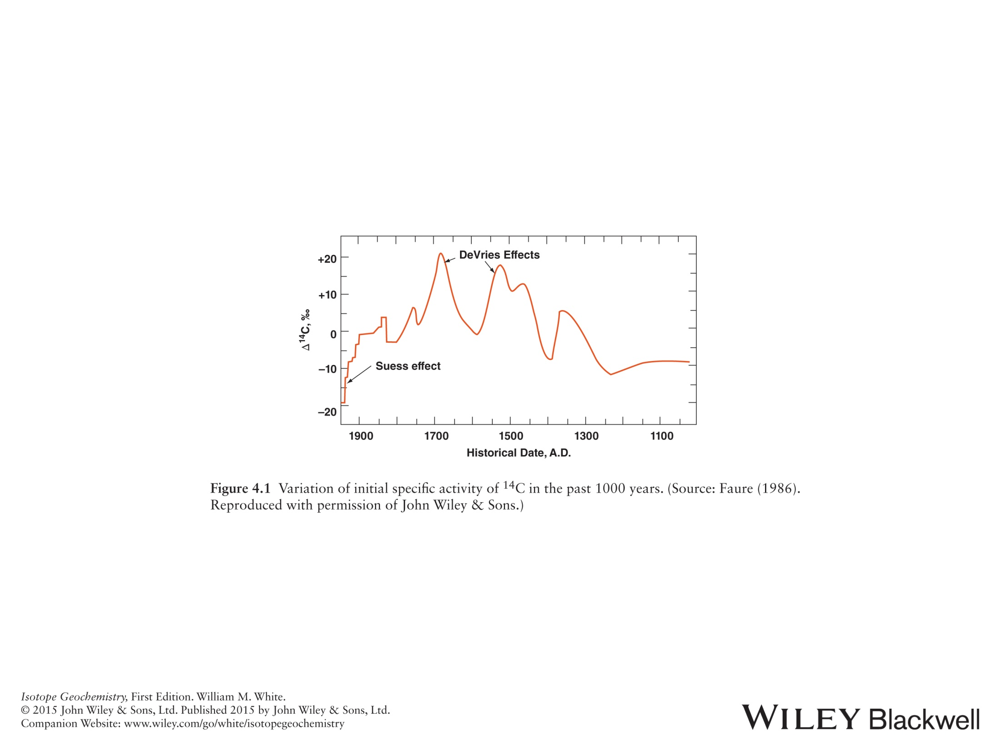 DeVries Effects
+20
+10
0
–10
–20
Δ¹⁴C, ‰
Suess effect
1900 1700 1500 1300 1100
Historical Date, A.D.
Figure 4.1 Variation of initial specific activity of ¹⁴C in the past 1000 years. (Source: Faure (1986).
Reproduced with permission of John Wiley & Sons.)
Isotope Geochemistry, First Edition. William M. White.
© 2015 John Wiley & Sons, Ltd. Published 2015 by John Wiley & Sons, Ltd.
Companion Website: www.wiley.com/go/white/isotopegeochemistry
WILEY Blackwell